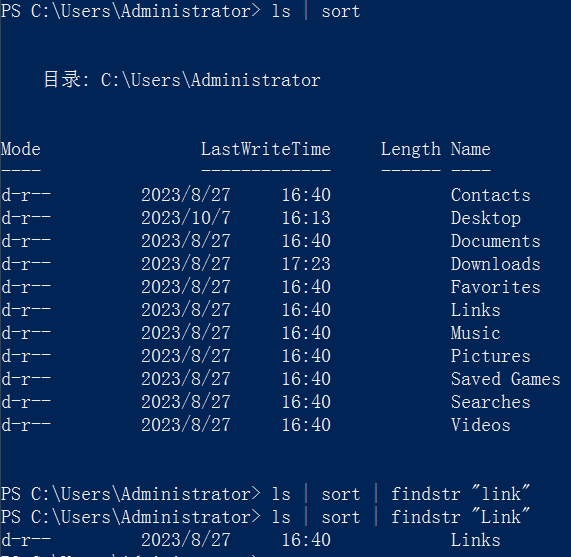 PS C:\Users\Administrator> ls | sort
目录: C:\Users\Administrator
Mode LastWriteTime Length Name
---- ------------- ------ ----
d-r-- 2023/8/27 16:40 Contacts
d-r-- 2023/10/7 16:13 Desktop
d-r-- 2023/8/27 16:40 Documents
d-r-- 2023/8/27 17:23 Downloads
d-r-- 2023/8/27 16:40 Favorites
d-r-- 2023/8/27 16:40 Links
d-r-- 2023/8/27 16:40 Music
d-r-- 2023/8/27 16:40 Pictures
d-r-- 2023/8/27 16:40 Saved Games
d-r-- 2023/8/27 16:40 Searches
d-r-- 2023/8/27 16:40 Videos
PS C:\Users\Administrator> ls | sort | findstr "link"
PS C:\Users\Administrator> ls | sort | findstr "Link"
d-r-- 2023/8/27 16:40 Links